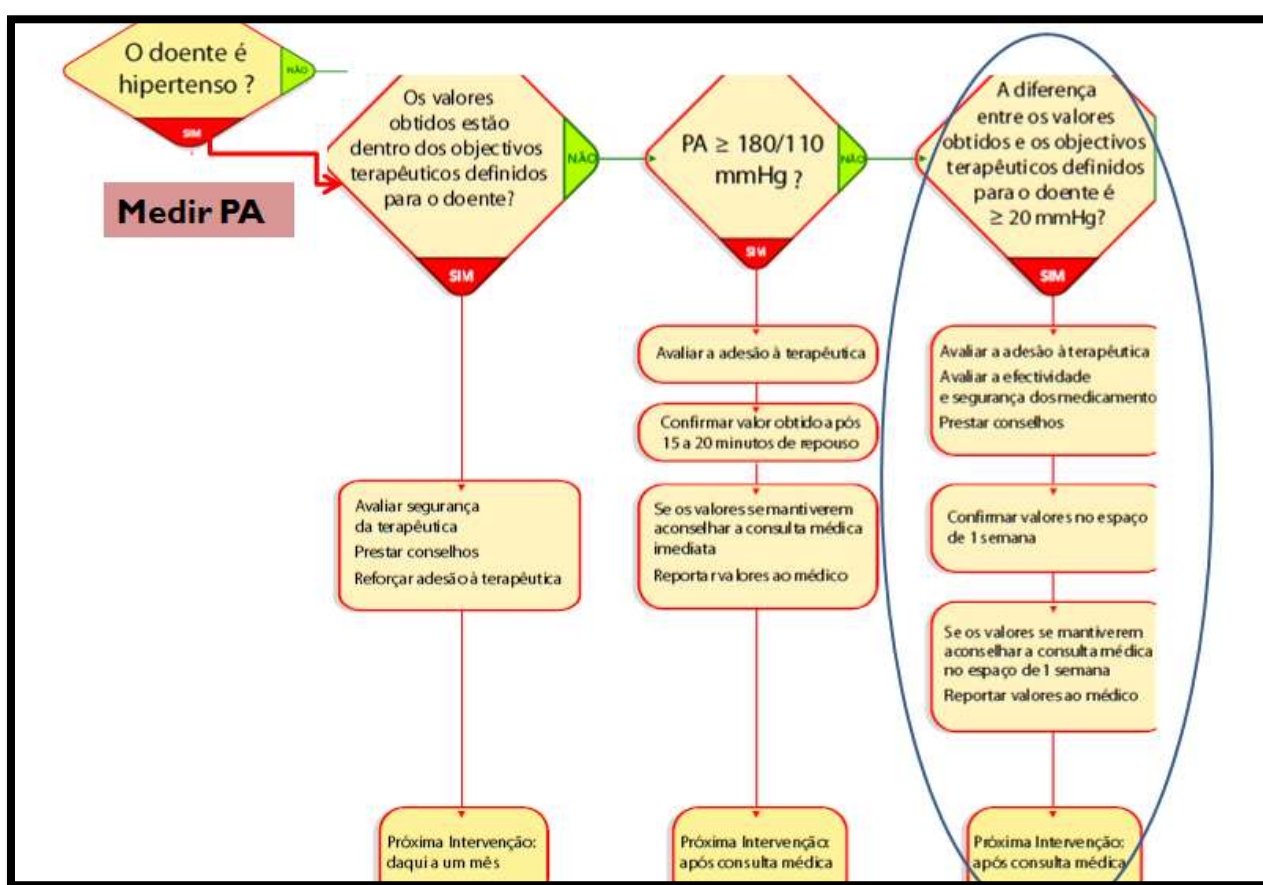 O doente é
hipertenso ?
NÃO
SIM
Medir PA
Os valores
obtidos estão
dentro dos objectivos
terapêuticos definidos
para o doente?
NÃO
SIM
Avaliar segurança
da terapêutica
Prestar conselhos
Reforçar adesão à terapêutica
Próxima Intervenção:
daqui a um mês
PA ≥ 180/110
mmHg ?
NÃO
SIM
Avaliar a adesão à terapêutica
Confirmar valor obtido após
15 a 20 minutos de repouso
Se os valores se mantiverem
aconselhar a consulta médica
imediata
Reportar valores ao médico
Próxima Intervenção:
após consulta médica
A diferença
entre os valores
obtidos e os objectivos
terapêuticos definidos
para o doente é
≥ 20 mmHg?
SIM
Avaliar a adesão à terapêutica
Avaliar a efectividade
e segurança dos medicamento
Prestar conselhos
Confirmar valores no espaço
de 1 semana
Se os valores se mantiverem
aconselhar a consulta médica
no espaço de 1 semana
Reportar valores ao médico
Próxima Intervenção:
após consulta médica